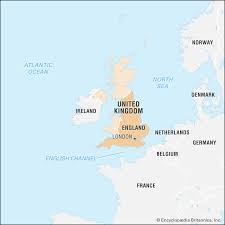 NORWAY
ATLANTIC
OCEAN
NORTH
SEA
DENMARK
UNITED
KINGDOM
IRELAND
ENGLAND
LONDON
NETHERLANDS
GERMANY
ENGLISH CHANNEL
BELGIUM
FRANCE
© Encyclopædia Britannica, Inc.